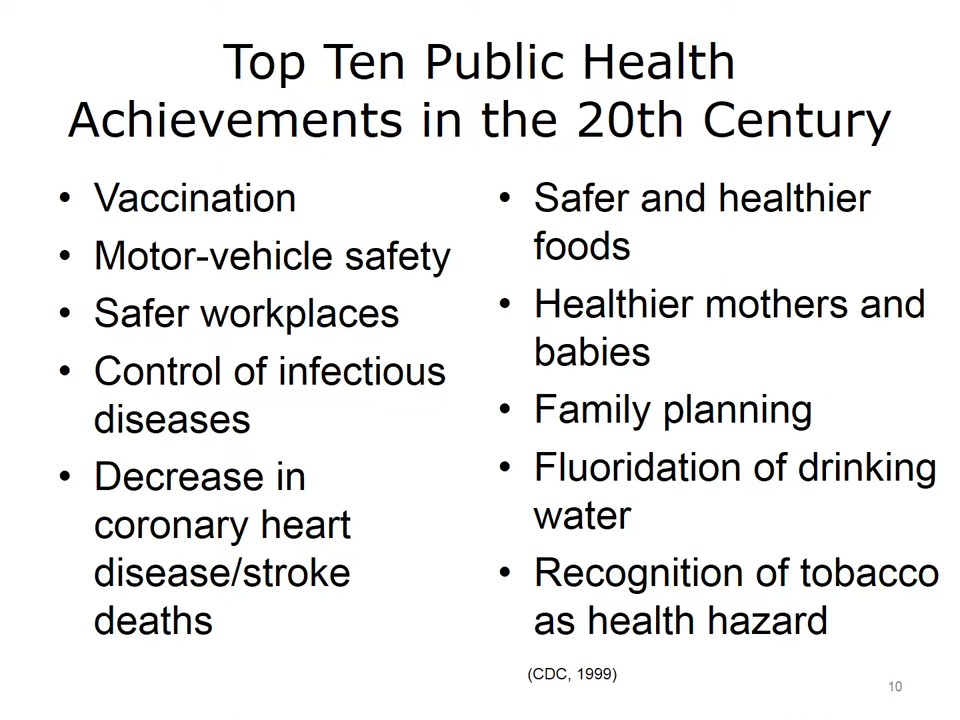 Top Ten Public Health
Achievements in the 20th Century
• Vaccination
• Motor-vehicle safety
• Safer workplaces
• Control of infectious
diseases
• Decrease in
coronary heart
disease/stroke
deaths
• Safer and healthier
foods
• Healthier mothers and
babies
• Family planning
• Fluoridation of drinking
water
• Recognition of tobacco
as health hazard
(CDC, 1999)
10